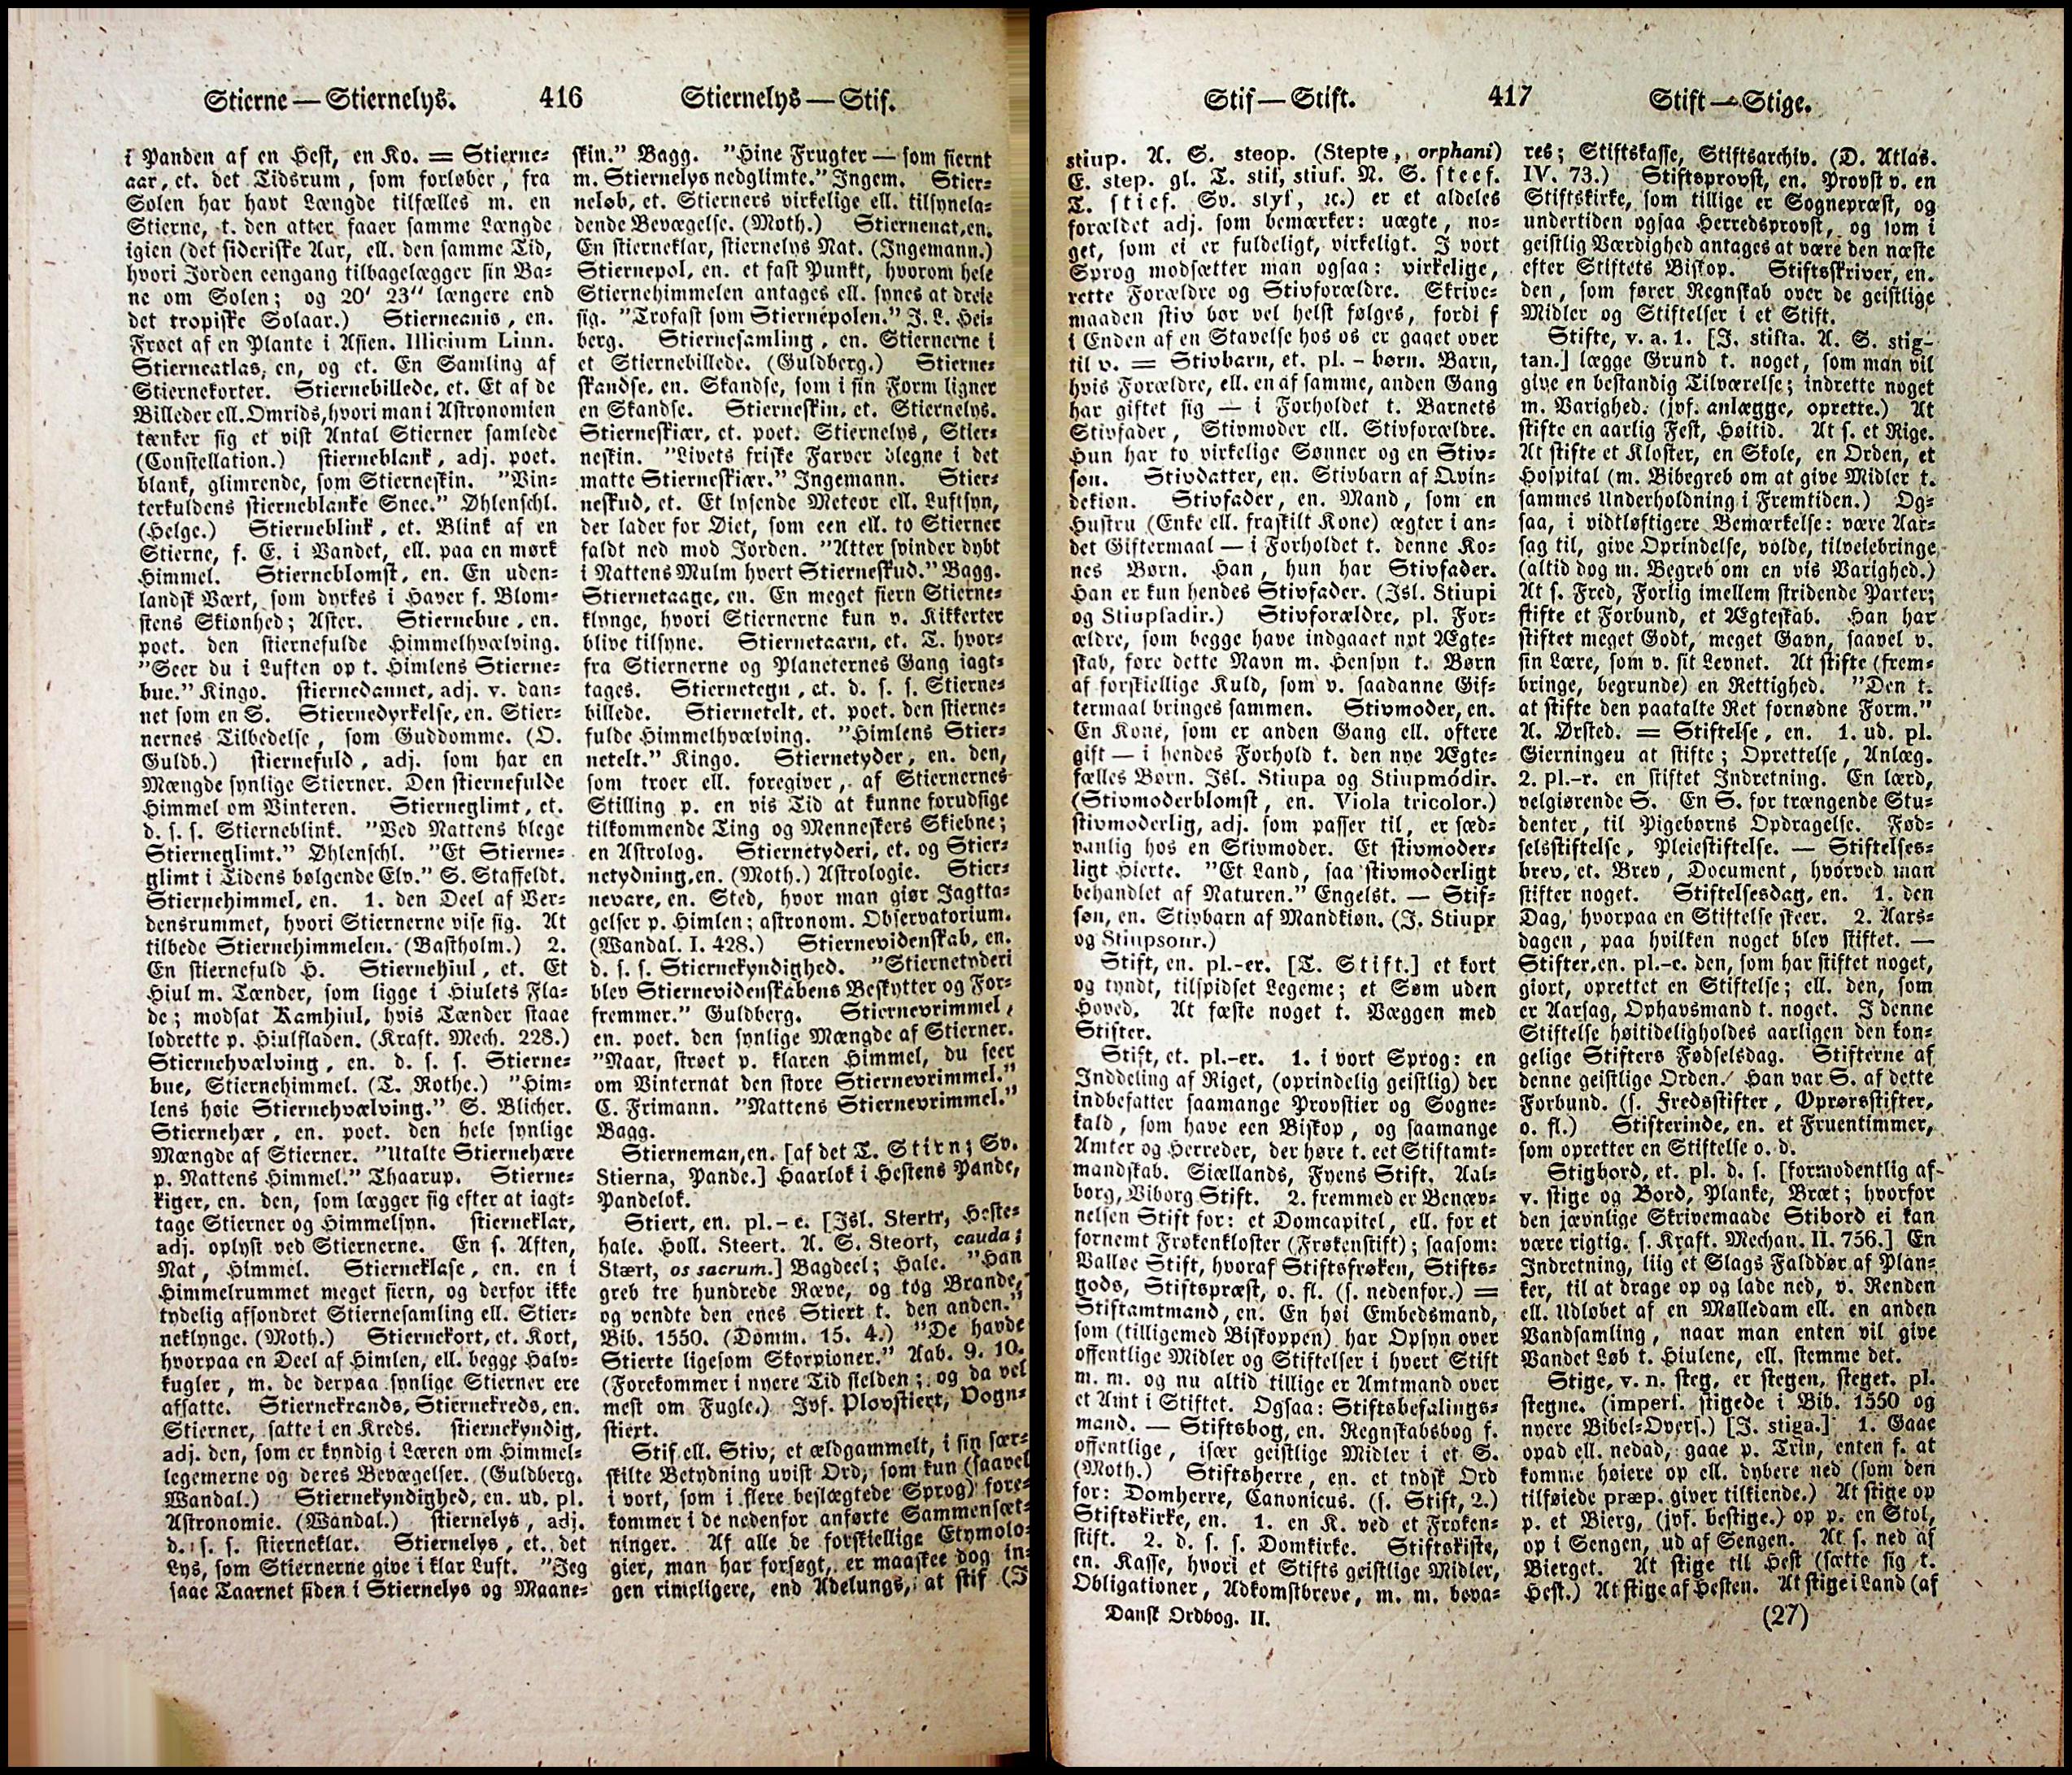 Stierne — Stiernelys.
416
Stiernelys — Stif.
i Panden af en Hest, en Ko. = Stierne-
aar, et. det Tidsrum, som forløber, fra
Solen har havt Længde tilfælles m. en
Stierne, t. den atter faaer samme Længde
igien (det sideriske Aar, ell. den samme Tid,
hvori Jorden eengang tilbagelægger sin Ba-
ne om Solen; og 20′ 23″ længere end
det tropiske Solaar.) Stierneanis, en.
Frøet af en Plante i Asien. Illicium Linn.
Stierneatlas, en, og et. En Samling af
Stiernekorter. Stiernebillede, et. Et af de
Billeder ell. Omrids, hvori man i Astronomien
tænker sig et vist Antal Stierner samlede
(Constellation.) stierneblank, adj. poet.
blank, glimrende, som Stierneskin. "Vin-
terkuldens stierneblanke Snee." Øhlenschl.
(Helge.) Stierneblink, et. Blink af en
Stierne, f. E. i Vandet, ell. paa en mørk
Himmel. Stierneblomst, en. En uden-
landsk Vært, som dyrkes i Haver f. Blom-
stens Skiønhed; Aster. Stiernebue, en.
poet. den stiernefulde Himmelhvælving.
"Seer du i Luften op t. Himlens Stierne-
bue." Kingo. stiernedannet, adj. v. dan-
net som en S. Stiernedyrkelse, en. Stier-
nernes Tilbedelse, som Guddomme. (O.
Guldb.) stiernefuld, adj. som har en
Mængde synlige Stierner. Den stiernefulde
Himmel om Vinteren. Stierneglimt, et.
d. s. s. Stierneblink. "Ved Nattens blege
Stierneglimt." Øhlenschl. "Et Stierne-
glimt i Tidens bølgende Elv." S. Staffeldt.
Stiernehimmel, en. 1. den Deel af Ver-
densrummet, hvori Stiernerne vise sig. At
tilbede Stiernehimmelen. (Bastholm.) 2.
En stiernefuld H. Stiernehiul, et. Et
Hiul m. Tænder, som ligge i Hiulets Fla-
de; modsat Kamhiul, hvis Tænder staae
lodrette p. Hiulfladen. (Kraft. Mech. 228.)
Stiernehvælving, en. d. s. s. Stierne-
bue, Stiernehimmel. (T. Rothe.) "Him-
lens høie Stiernehvælving." S. Blicher.
Stiernehær, en. poet. den hele synlige
Mængde af Stierner. "Utalte Stiernehære
p. Nattens Himmel." Thaarup. Stierne-
kiger, en. den, som lægger sig efter at iagt-
tage Stierner og Himmelsyn. stierneklar,
adj. oplyst ved Stiernerne. En s. Aften,
Nat, Himmel. Stierneklase, en. en i
Himmelrummet meget fiern, og derfor ikke
tydelig afsondret Stiernesamling ell. Stier-
neklynge. (Moth.) Stiernekort, et. Kort,
hvorpaa en Deel af Himlen, ell. begge Halv-
kugler, m. de derpaa synlige Stierner ere
afsatte. Stiernekrands, Stiernekreds, en.
Stierner, satte i en Kreds. stiernekyndig,
adj. den, som er kyndig i Læren om Himmel-
legemerne og deres Bevægelser. (Guldberg.
Wandal.) Stiernekyndighed, en. ud. pl.
Astronomie. (Wandal.) stiernelys, adj.
d. s. s. stierneklar. Stiernelys, et. det
Lys, som Stiernerne give i klar Luft. "Jeg
saae Taarnet siden i Stiernelys og Maane-
skin." Bagg. "Hine Frugter — som fiernt
m. Stiernelys nedglimte." Ingem. Stier-
neløb, et. Stierners virkelige ell. tilsynela-
dende Bevægelse. (Moth.) Stiernenat, en.
En stierneklar, stiernelys Nat. (Ingemann.)
Stiernepol, en. et fast Punkt, hvorom hele
Stiernehimmelen antages ell. synes at dreie
sig. "Trofast som Stiernepolen." J. L. Hei-
berg. Stiernesamling, en. Stiernerne i
et Stiernebillede. (Guldberg.) Stierne-
skandse, en. Skandse, som i sin Form ligner
en Skandse. Stierneskin, et. Stiernelys.
Stierneskiær, et. poet. Stiernelys, Stier-
neskin. "Livets friske Farver blegne i det
matte Stierneskiær." Ingemann. Stier-
neskud, et. Et lysende Meteor ell. Luftsyn,
der lader for Øiet, som een ell. to Stierner
faldt ned mod Jorden. "Atter svinder dybt
i Nattens Mulm hvert Stierneskud." Bagg.
Stiernetaage, en. En meget fiern Stierne-
klynge, hvori Stiernerne kun v. Kikkerter
blive tilsyne. Stiernetaarn, et. T. hvor-
fra Stiernerne og Planeternes Gang iagt-
tages. Stiernetegn, et. d. s. s. Stierne-
billede. Stiernetelt, et. poet. den stierne-
fulde Himmelhvælving. "Himlens Stier-
netelt." Kingo. Stiernetyder, en. den,
som troer ell. foregiver, af Stiernernes
Stilling p. en vis Tid at kunne forudsige
tilkommende Ting og Menneskers Skiebne;
en Astrolog. Stiernetyderi, et. og Stier-
netydning, en. (Moth.) Astrologie. Stier-
nevare, en. Sted, hvor man giør Jagtta-
gelser p. Himlen; astronom. Observatorium.
(Wandal. I. 428.) Stiernevidenskab, en.
d. s. s. Stiernekyndighed. "Stiernetyderi
blev Stiernevidenskabens Beskytter og For-
fremmer." Guldberg. Stiernevrimmel,
en. poet. den synlige Mængde af Stierner.
"Naar, strøet p. klaren Himmel, du seer
om Vinternat den store Stiernevrimmel."
C. Frimann. "Nattens Stiernevrimmel."
Bagg.
Stierneman, en. [af det T. Stirn; Sv.
Stierna, Pande.] Haarlok i Hestens Pande,
Pandelok.
Stiert, en. pl. - e. [Isl. Stertr, Heste-
hale. Holl. Steert. A. S. Steort, cauda;
Stært, os sacrum.] Bagdeel; Hale. "Han
greb tre hundrede Ræve, og tog Brande,
og vendte den enes Stiert t. den anden."
Bib. 1550. (Domm. 15. 4.) "De havde
Stierte ligesom Skorpioner." Aab. 9. 10.
(Forekommer i nyere Tid sielden; og da vel
mest om Fugle.) Jvf. Plovstiert, Vogn-
stiert.
Stif ell. Stiv, et ældgammelt, i sin sær-
skilte Betydning uvist Ord, som kun (saavel
i vort, som i flere beslægtede Sprog) fore-
kommer i de nedenfor anførte Sammensæt-
ninger. Af alle de forskiellige Etymolo-
gier, man har forsøgt, er maaskee dog in-
gen rimeligere, end Adelungs, at stif (J
Stif — Stift.
417
Stift — Stige.
stiup. A. S. steop. (Stepte, orphani)
E. step. gl. T. stif, stiuf. N. S. steef.
T. stief. Sv. styf, ꝛc.) er et aldeles
forældet adj. som bemærker: uægte, no-
get, som ei er fuldeligt, virkeligt. I vort
Sprog modsætter man ogsaa: virkelige,
rette Forældre og Stivforældre. Skrive-
maaden stiv bør vel helst følges, fordi f
i Enden af en Stavelse hos os er gaaet over
til v. = Stivbarn, et. pl. - børn. Barn,
hvis Forældre, ell. en af samme, anden Gang
har giftet sig — i Forholdet t. Barnets
Stivfader, Stivmoder ell. Stivforældre.
Hun har to virkelige Sønner og en Stiv-
søn. Stivdatter, en. Stivbarn af Qvin-
dekiøn. Stivfader, en. Mand, som en
Hustru (Enke ell. fraskilt Kone) ægter i an-
det Giftermaal — i Forholdet t. denne Ko-
nes Børn. Han, hun har Stivfader.
Han er kun hendes Stivfader. (Isl. Stiupi
og Stiupfadir.) Stivforældre, pl. For-
ældre, som begge have indgaaet nyt Ægte-
skab, føre dette Navn m. Hensyn t. Børn
af forskiellige Kuld, som v. saadanne Gif-
termaal bringes sammen. Stivmoder, en.
En Kone, som er anden Gang ell. oftere
gift — i hendes Forhold t. den nye Ægte-
fælles Børn. Isl. Stiupa og Stiupmódir.
(Stivmoderblomst, en. Viola tricolor.)
stivmoderlig, adj. som passer til, er sæd-
vanlig hos en Stivmoder. Et stivmoder-
ligt Hierte. "Et Land, saa stivmoderligt
behandlet af Naturen." Engelst. — Stif-
søn, en. Stivbarn af Mandkiøn. (J. Stiupr
og Stiupsonr.)
Stift, en. pl.-er. [T. Stift.] et kort
og tyndt, tilspidset Legeme; et Søm uden
Hoved. At fæste noget t. Væggen med
Stifter.
Stift, et. pl.-er. 1. i vort Sprog: en
Inddeling af Riget, (oprindelig geistlig) der
indbefatter saamange Provstier og Sogne-
kald, som have een Biskop, og saamange
Amter og Herreder, der høre t. eet Stiftamt-
mandskab. Siællands, Fyens Stift. Aal-
borg, Viborg Stift. 2. fremmed er Benæv-
nelsen Stift for: et Domcapitel, ell. for et
fornemt Frøkenkloster (Frøkenstift); saasom:
Valløe Stift, hvoraf Stiftsfrøken, Stifts-
gods, Stiftspræst, o. fl. (s. nedenfor.) =
Stiftamtmand, en. En høi Embedsmand,
som (tilligemed Biskoppen) har Opsyn over
offentlige Midler og Stiftelser i hvert Stift
m. m. og nu altid tillige er Amtmand over
et Amt i Stiftet. Ogsaa: Stiftsbefalings-
mand. — Stiftsbog, en. Regnskabsbog f.
offentlige, især geistlige Midler i et S.
(Moth.) Stiftsherre, en. et tydsk Ord
for: Domherre, Canonicus. (s. Stift, 2.)
Stiftskirke, en. 1. en K. ved et Frøken-
stift. 2. d. s. s. Domkirke. Stiftskiste,
en. Kasse, hvori et Stifts geistlige Midler,
Obligationer, Adkomstbreve, m. m. beva-
Dansk Ordbog. II.
res; Stiftskasse, Stiftsarchiv. (D. Atlas.
IV. 73.) Stiftsprovst, en. Provst v. en
Stiftskirke, som tillige er Sognepræst, og
undertiden ogsaa Herredsprovst, og som i
geistlig Værdighed antages at være den næste
efter Stiftets Biskop. Stiftsskriver, en.
den, som fører Regnskab over de geistlige
Midler og Stiftelser i et Stift.
Stifte, v. a. 1. [J. stifta. A. S. stig-
tan.] lægge Grund t. noget, som man vil
give en bestandig Tilværelse; indrette noget
m. Varighed. (jvf. anlægge, oprette.) At
stifte en aarlig Fest, Høitid. At s. et Rige.
At stifte et Kloster, en Skole, en Orden, et
Hospital (m. Bibegreb om at give Midler t.
sammes Underholdning i Fremtiden.) Og-
saa, i vidtløftigere Bemærkelse: være Aar-
sag til, give Oprindelse, volde, tilveiebringe
(altid dog m. Begreb om en vis Varighed.)
At s. Fred, Forlig imellem stridende Parter;
stifte et Forbund, et Ægteskab. Han har
stiftet meget Godt, meget Gavn, saavel v.
sin Lære, som v. sit Levnet. At stifte (frem-
bringe, begrunde) en Rettighed. "Den t.
at stifte den paatalte Ret fornødne Form."
A. Ørsted. = Stiftelse, en. 1. ud. pl.
Gierningen at stifte; Oprettelse, Anlæg.
2. pl.-r. en stiftet Indretning. En lærd,
velgiørende S. En S. for trængende Stu-
denter, til Pigebørns Opdragelse. Fød-
selsstiftelse, Pleiestiftelse. — Stiftelses-
brev, et. Brev, Document, hvorved man
stifter noget. Stiftelsesdag, en. 1. den
Dag, hvorpaa en Stiftelse skeer. 2. Aars-
dagen, paa hvilken noget blev stiftet. —
Stifter, en. pl.-e. den, som har stiftet noget,
giort, oprettet en Stiftelse; ell. den, som
er Aarsag, Ophavsmand t. noget. I denne
Stiftelse høitideligholdes aarligen den kon-
gelige Stifters Fødselsdag. Stifterne af
denne geistlige Orden. Han var S. af dette
Forbund. (s. Fredsstifter, Oprørsstifter,
o. fl.) Stifterinde, en. et Fruentimmer,
som opretter en Stiftelse o. d.
Stigbord, et. pl. d. s. [formodentlig af
v. stige og Bord, Planke, Bræt; hvorfor
den jævnlige Skrivemaade Stibord ei kan
være rigtig. s. Kraft. Mechan. II. 756.] En
Indretning, liig et Slags Falddør af Plan-
ker, til at drage op og lade ned, v. Renden
ell. Udløbet af en Mølledam ell. en anden
Vandsamling, naar man enten vil give
Vandet Løb t. Hiulene, ell. stemme det.
Stige, v. n. steg, er stegen, steget. pl.
stegne. (imperf. stigede i Bib. 1550 og
nyere Bibel-Overs.) [J. stiga.] 1. Gaae
opad ell. nedad, gaae p. Trin, enten f. at
komme høiere op ell. dybere ned (som den
tilføiede præp. giver tilkiende.) At stige op
p. et Bierg, (jvf. bestige.) op p. en Stol,
op i Sengen, ud af Sengen. At s. ned af
Bierget. At stige til Hest (sætte sig t.
Hest.) At stige af Hesten. At stige i Land (af
(27)